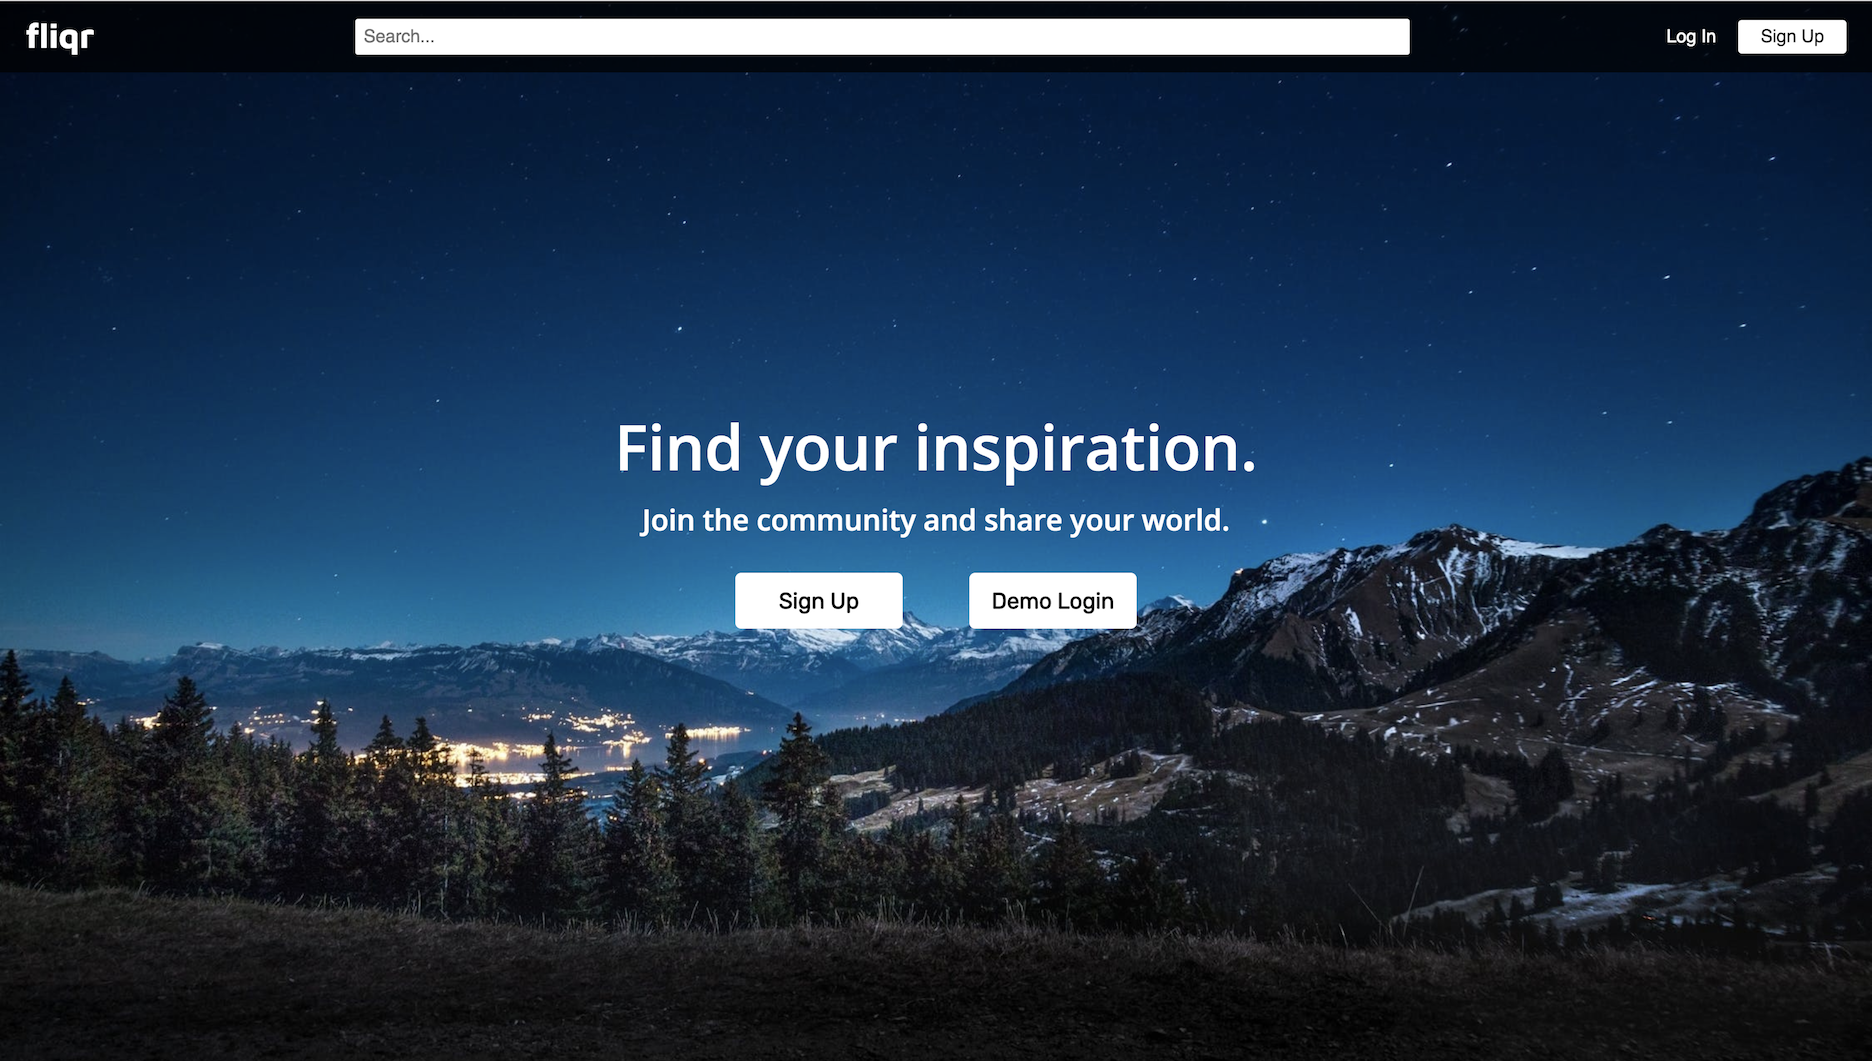 fliqr
Search...
Log In
Sign Up
Find your inspiration.
Join the community and share your world.
Sign Up
Demo Login